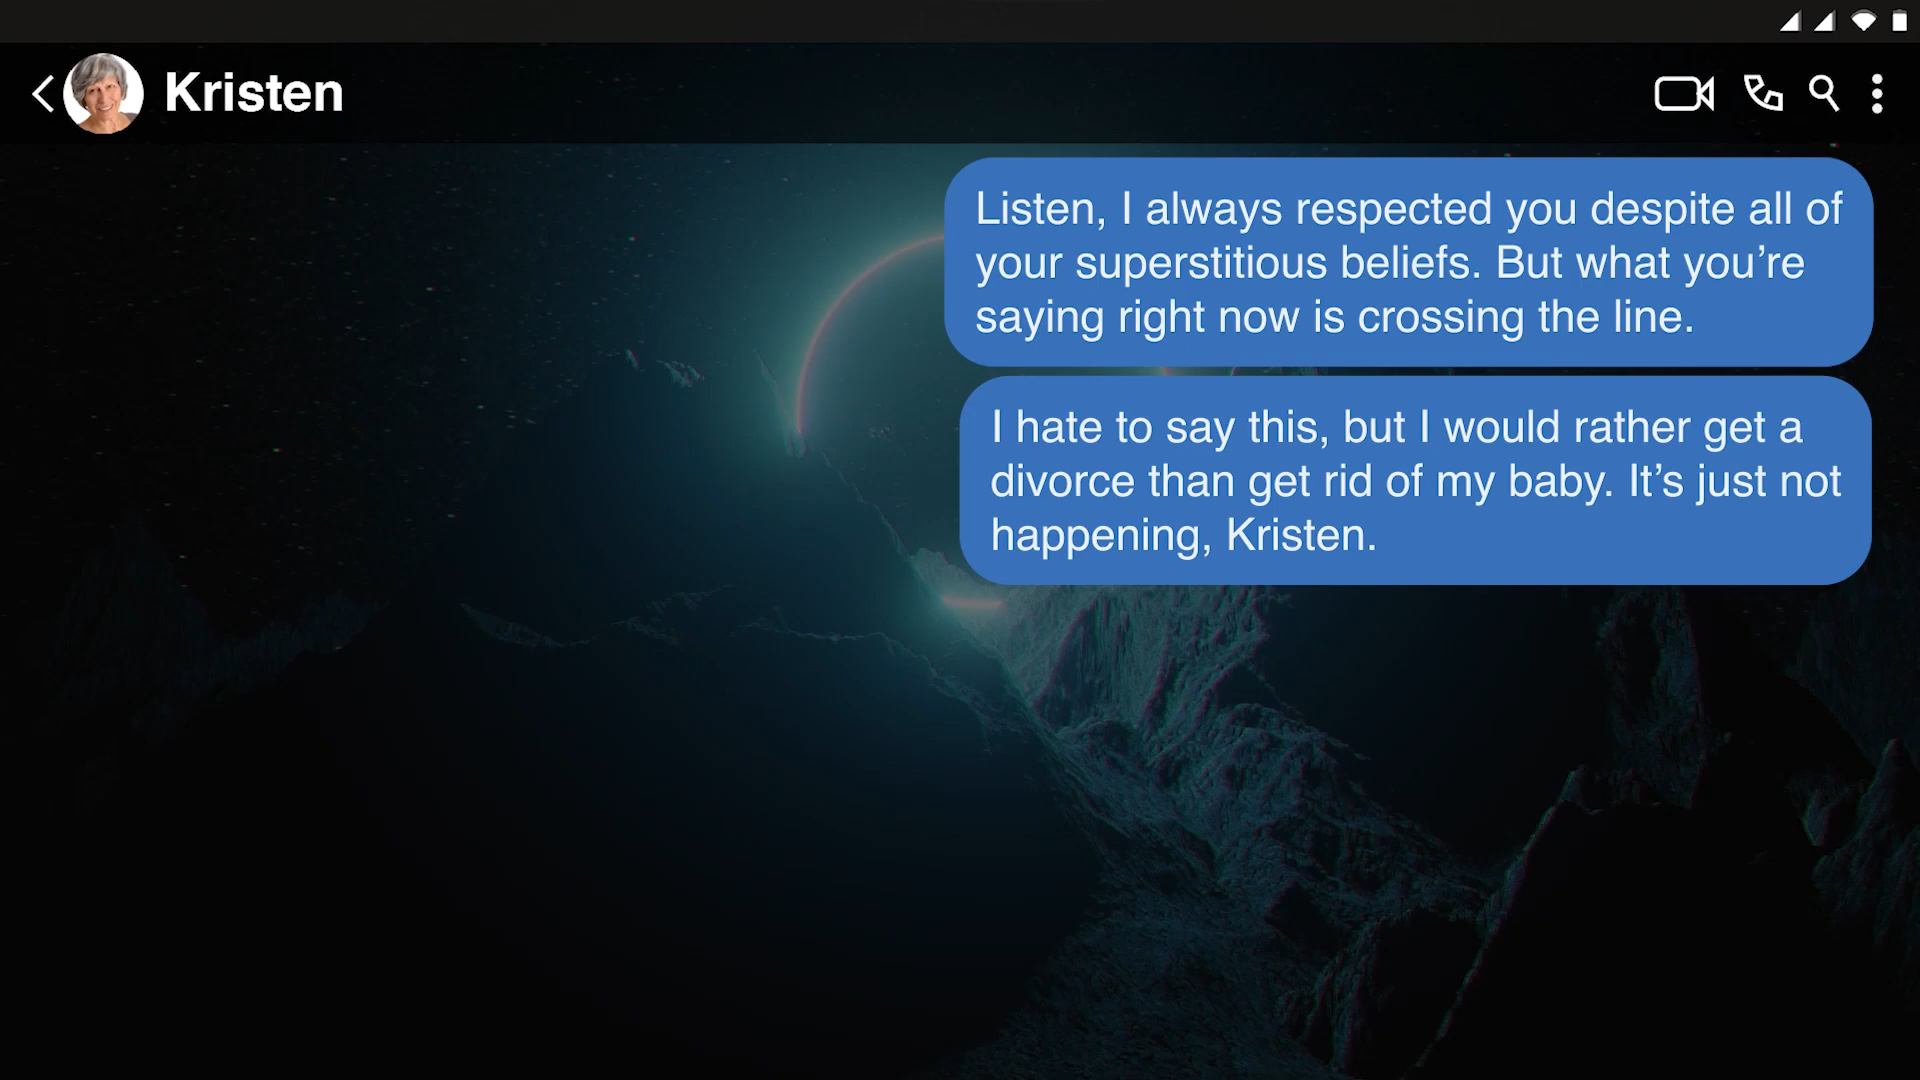 Kristen
Listen, I always respected you despite all of
your superstitious beliefs. But what you’re
saying right now is crossing the line.
I hate to say this, but I would rather get a
divorce than get rid of my baby. It’s just not
happening, Kristen.